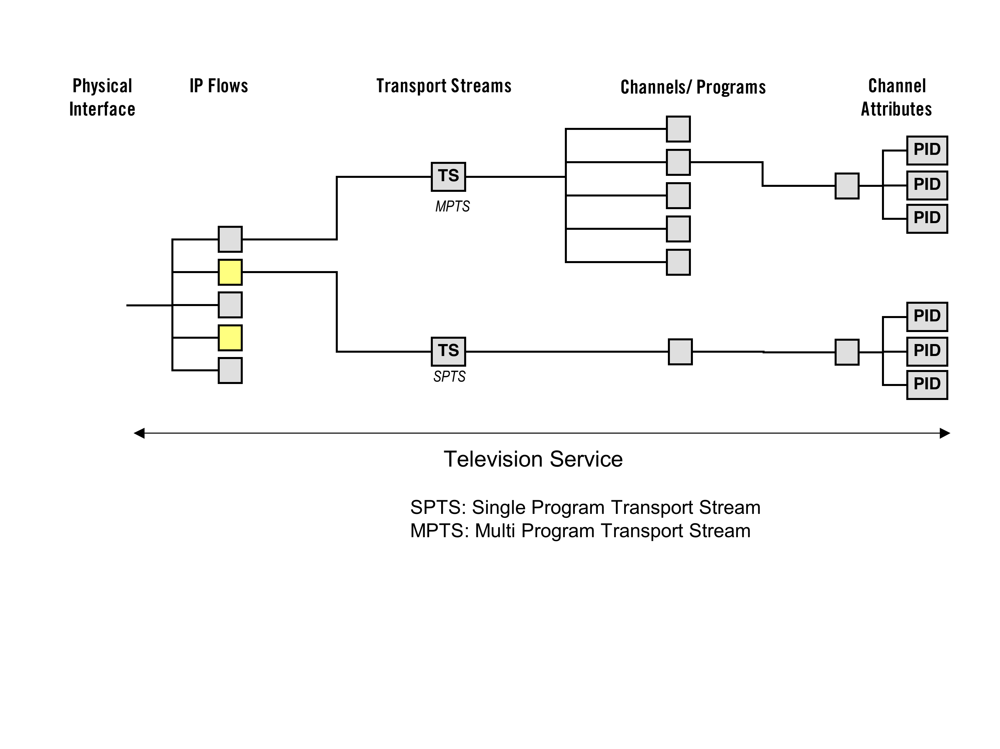 Physical
Interface
IP Flows
Transport Streams
Channels/ Programs
Channel
Attributes
TS
MPTS
PID
PID
PID
TS
SPTS
PID
PID
PID
Television Service
SPTS: Single Program Transport Stream
MPTS: Multi Program Transport Stream